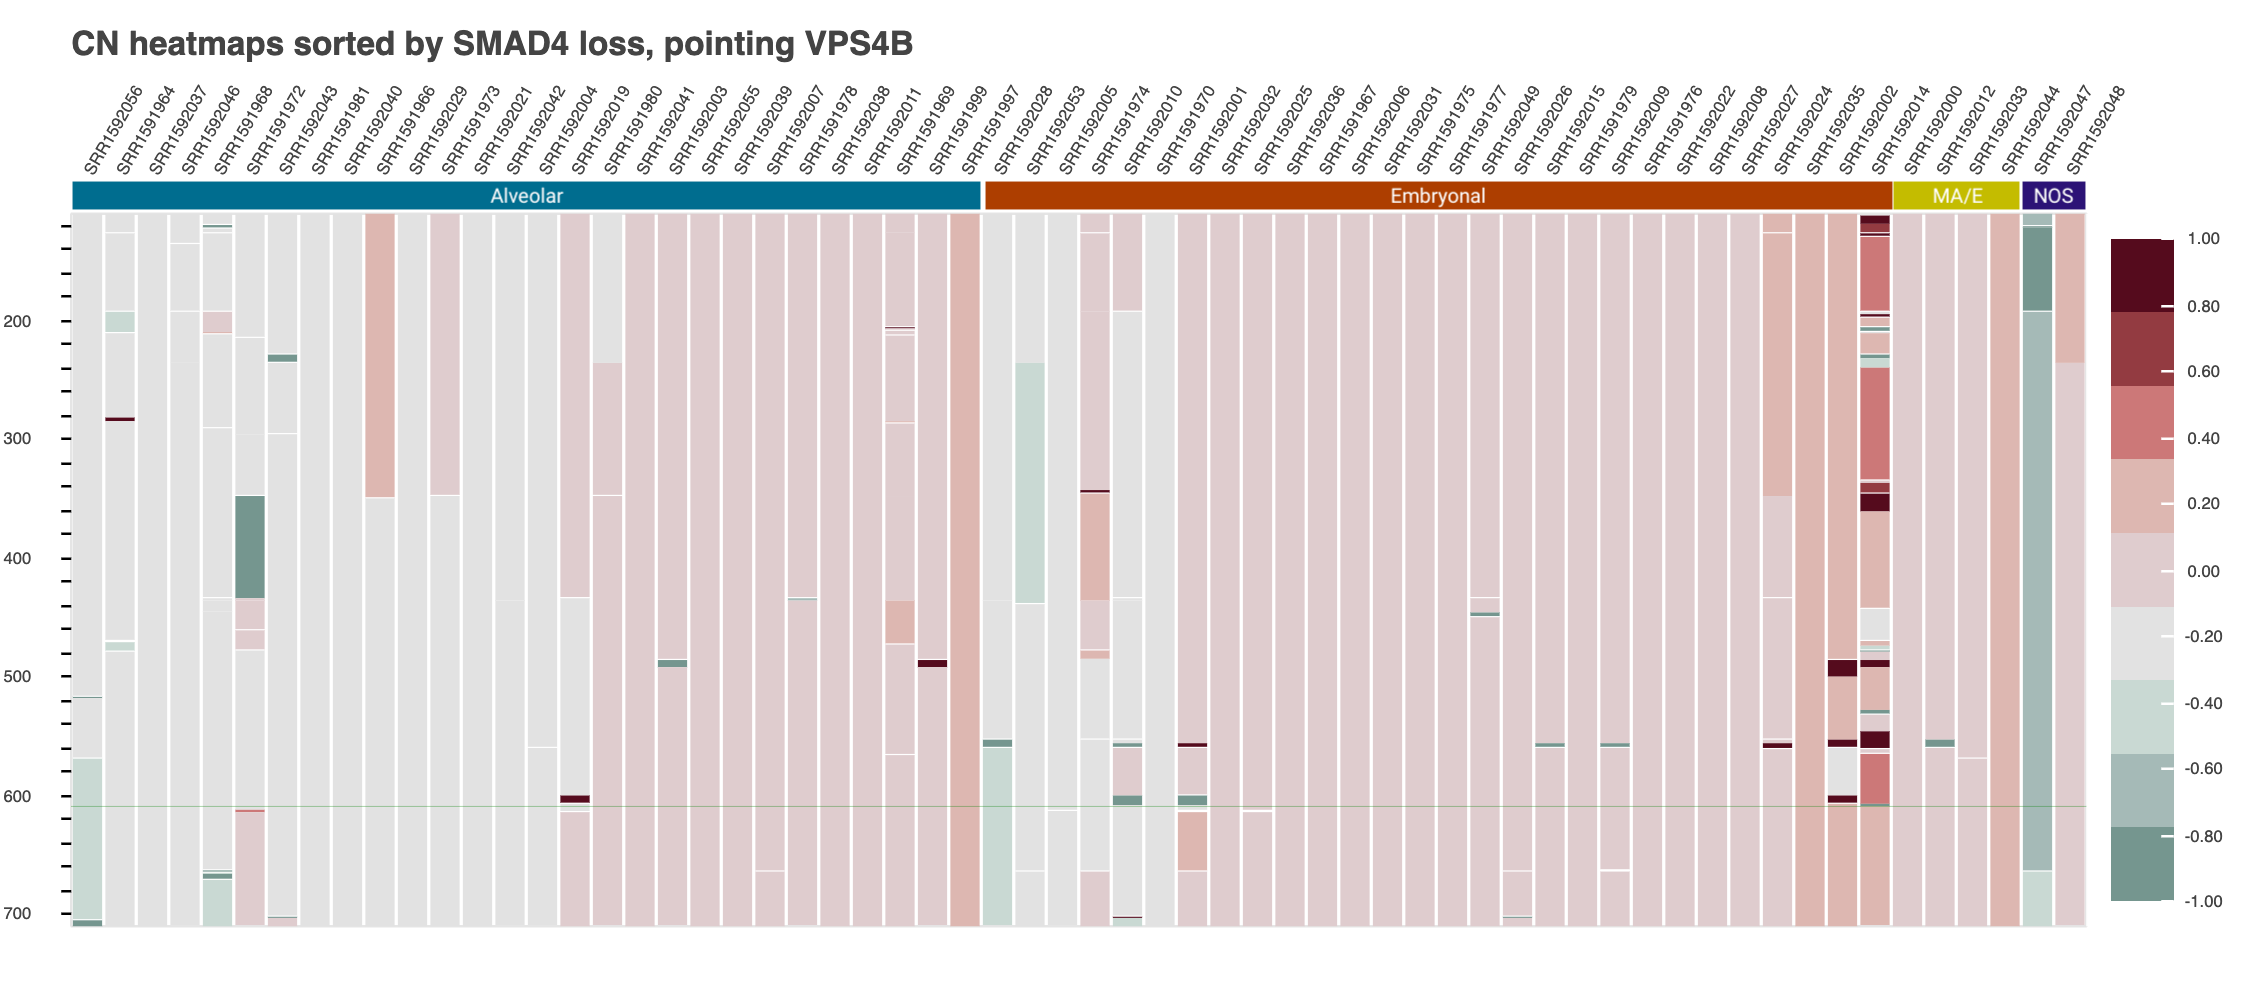 CN heatmaps sorted by SMAD4 loss, pointing VPS4B
SRR1592056
SRR1591964
SRR1592037
SRR1592046
SRR1591968
SRR1591972
SRR1592043
SRR1591981
SRR1592040
SRR1591966
SRR1592029
SRR1591973
SRR1592021
SRR1592042
SRR1592004
SRR1592019
SRR1591980
SRR1592041
SRR1592003
SRR1592055
SRR1592039
SRR1592007
SRR1591978
SRR1592038
SRR1592011
SRR1591969
SRR1591999
SRR1591997
SRR1592028
SRR1592053
SRR1592005
SRR1591974
SRR1592010
SRR1591970
SRR1592001
SRR1592032
SRR1592025
SRR1592036
SRR1591967
SRR1592006
SRR1592031
SRR1591975
SRR1591977
SRR1592049
SRR1592026
SRR1592015
SRR1591979
SRR1592009
SRR1591976
SRR1592022
SRR1592008
SRR1592027
SRR1592024
SRR1592035
SRR1592002
SRR1592014
SRR1592000
SRR1592012
SRR1592033
SRR1592044
SRR1592047
SRR1592048
Alveolar
Embryonal
MA/E
NOS
200
300
400
500
600
700
1.00
0.80
0.60
0.40
0.20
0.00
-0.20
-0.40
-0.60
-0.80
-1.00